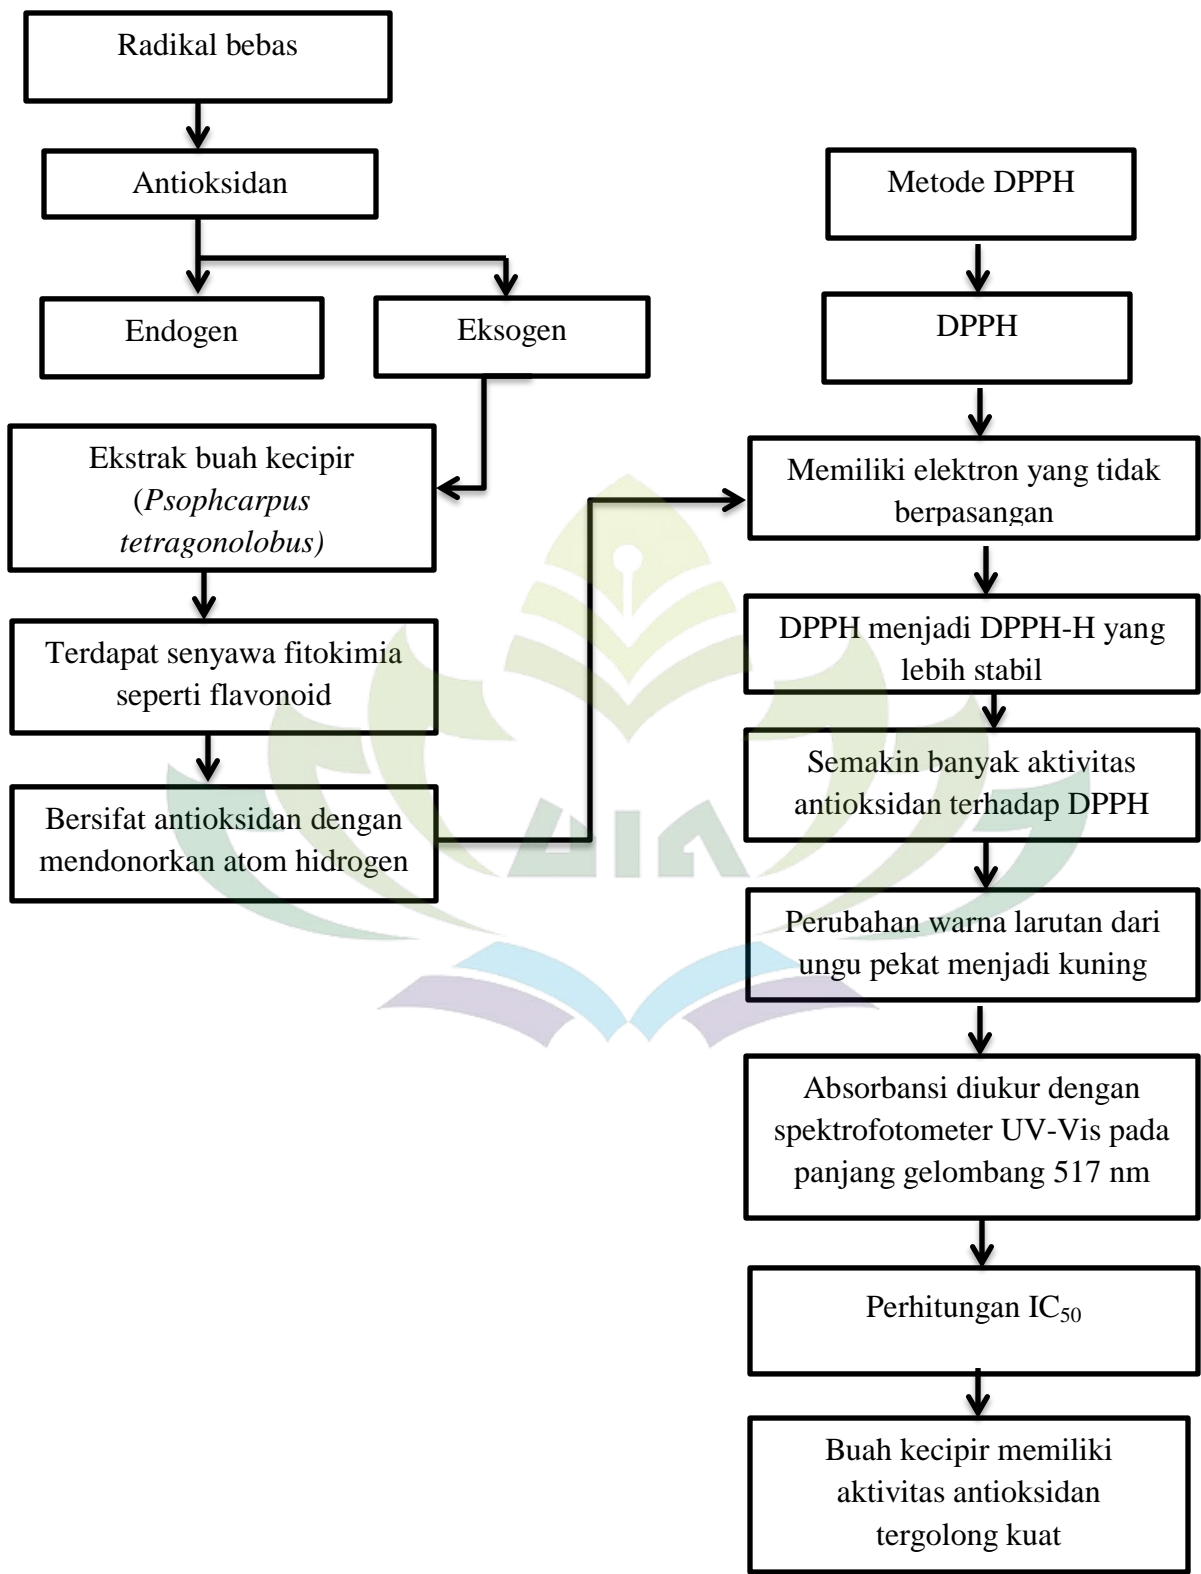 Radikal bebas
Antioksidan
Endogen
Eksogen
Ekstrak buah kecipir
(Psophcarpus
tetragonolobus)
Terdapat senyawa fitokimia
seperti flavonoid
Bersifat antioksidan dengan
mendonorkan atom hidrogen
Metode DPPH
DPPH
Memiliki elektron yang tidak
berpasangan
DPPH menjadi DPPH-H yang
lebih stabil
Semakin banyak aktivitas
antioksidan terhadap DPPH
Perubahan warna larutan dari
ungu pekat menjadi kuning
Absorbansi diukur dengan
spektrofotometer UV-Vis pada
panjang gelombang 517 nm
Perhitungan IC₅₀
Buah kecipir memiliki
aktivitas antioksidan
tergolong kuat
UIN